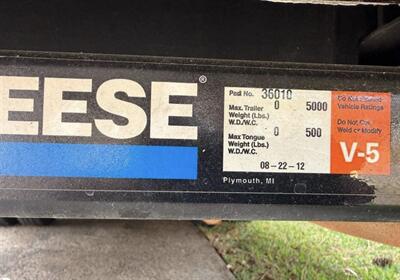 EESE®
Part No. 36010
Max. Trailer 0 5000
Weight (Lbs.)
W.D./W.C.
Max Tongue 0 500
Weight (Lbs.)
W.D./W.C.
08-22-12
Do Not Exceed
Vehicle Ratings
Do Not Cut,
Weld or Modify
V-5
Plymouth, MI